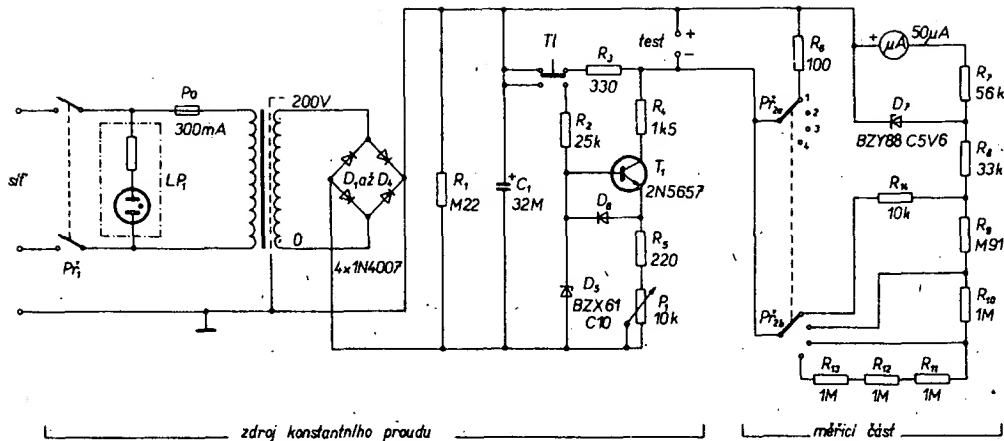 síť
Př₁
LP₁
Po
300mA
200V
0
D₁ až D₄
4x1N4007
R₁
M22
C₁
32M
+
Tl
R₃
330
R₂
25k
test
+
-
R₄
1k5
T₁
2N5657
D₆
D₅
BZX61
C10
R₅
220
P₁
10k
R₆
100
Př₂ₐ
1
2
3
4
+
μA
50μA
D₇
BZY88 C5V6
R₇
56k
R₈
33k
R₁₄
10k
R₉
M91
R₁₀
1M
Př₂b
R₁₃
1M
R₁₂
1M
R₁₁
1M
zdroj konstantního proudu
měřicí část